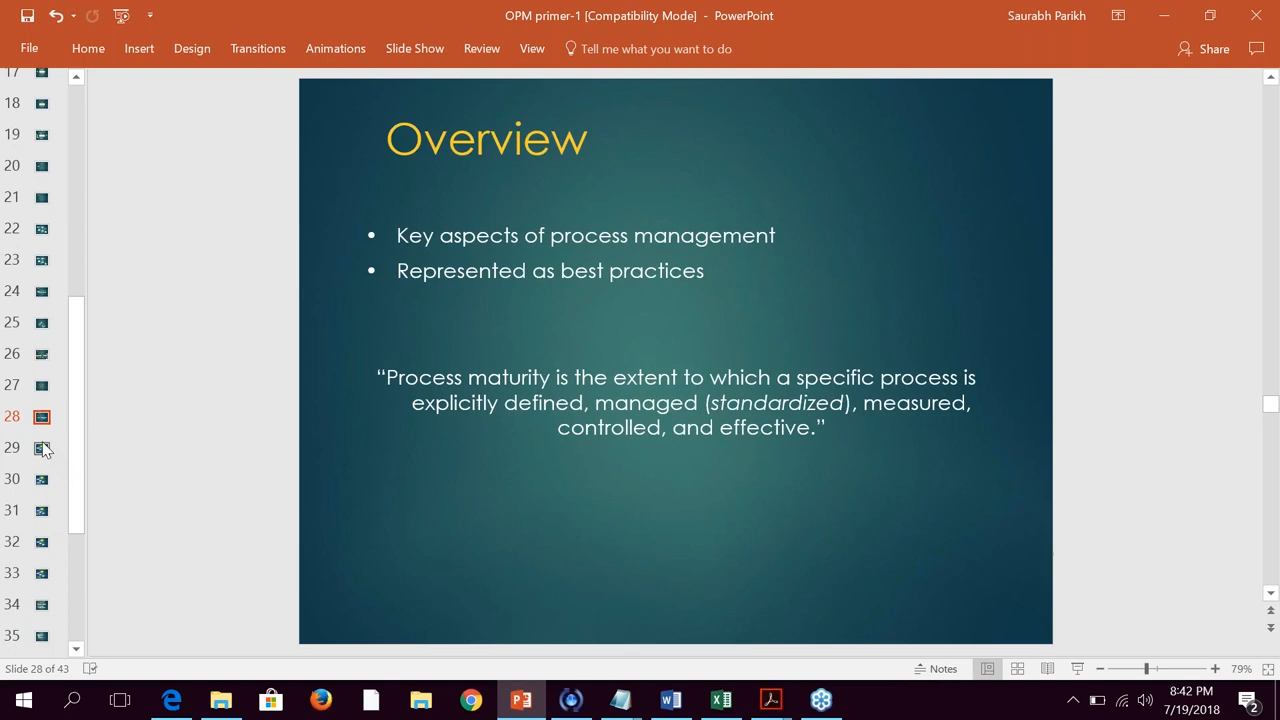 OPM primer-1 [Compatibility Mode] - PowerPoint
Saurabh Parikh
File Home Insert Design Transitions Animations Slide Show Review View Tell me what you want to do
Share
17
18
19
20
21
22
23
24
25
26
27
28
29
30
31
32
33
34
35
Overview
• Key aspects of process management
• Represented as best practices
“Process maturity is the extent to which a specific process is
explicitly defined, managed (standardized), measured,
controlled, and effective.”
Slide 28 of 43
Notes
79%
8:42 PM
7/19/2018
2